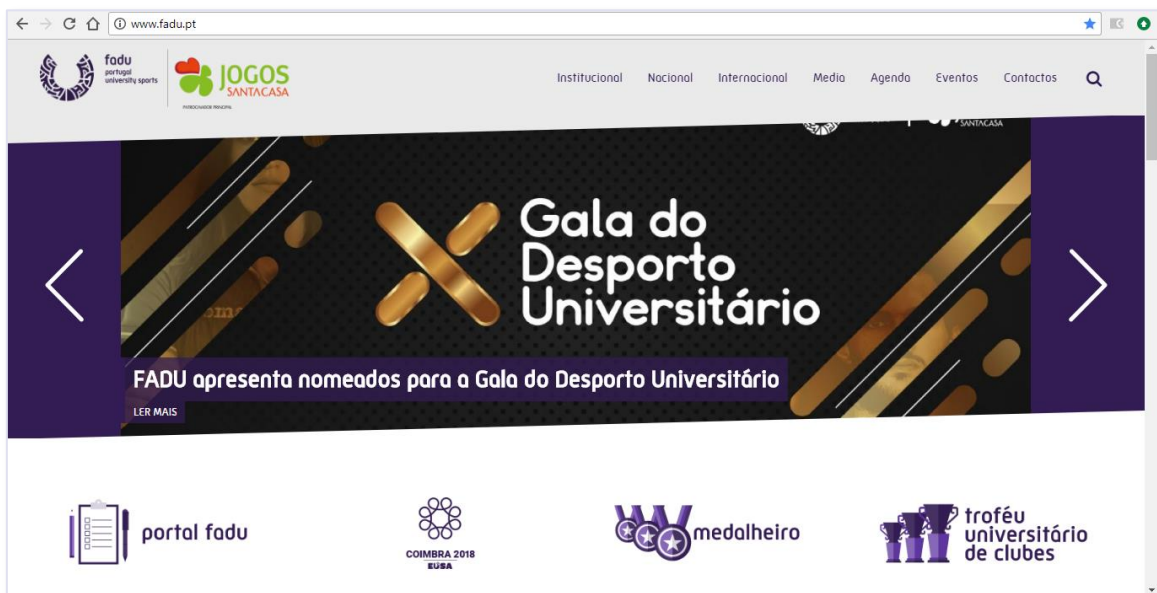 www.fadu.pt
fadu
portugal
university sports
JOGOS
SANTACASA
PATROCINADOR PRINCIPAL
Institucional Nacional Internacional Media Agenda Eventos Contactos
SANTACASA
Gala do
Desporto
Universitário
FADU apresenta nomeados para a Gala do Desporto Universitário
LER MAIS
portal fadu
COIMBRA 2018
EUSA
medalheiro
troféu
universitário
de clubes